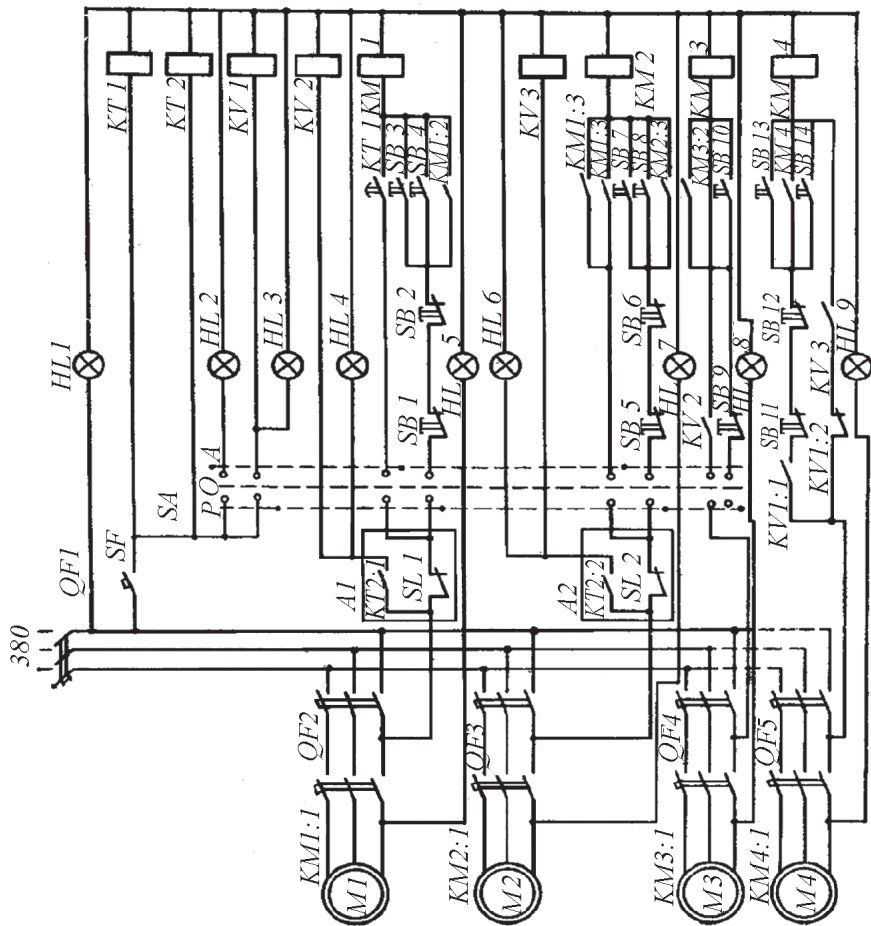 HL1
KT 1
KT 2
KV 1
HL 2
HL 3
KV 2
HL 4
KM 1
KT 1
SB 3
SB 4
KM1:2
SB 2
SB 1
HL 5
HL 6
KV 3
KM 2
KM1:3
KM1:3
SB 7
SB 8
KM2:3
SB 6
SB 5
HL 7
KM 3
KM3:2
SB 10
KV 2
SB 9
HL 8
KM 4
SB 13
KM4
SB 14
SB 12
SB 11
KV 3
KV1:1
KV1:2
HL 9
SA
P O A
SF
QF1
380
A1
KT2:1
SL 1
A2
KT2:2
SL 2
QF2
QF3
QF4
QF5
KM1:1
KM2:1
KM3:1
KM4:1
M1
M2
M3
M4